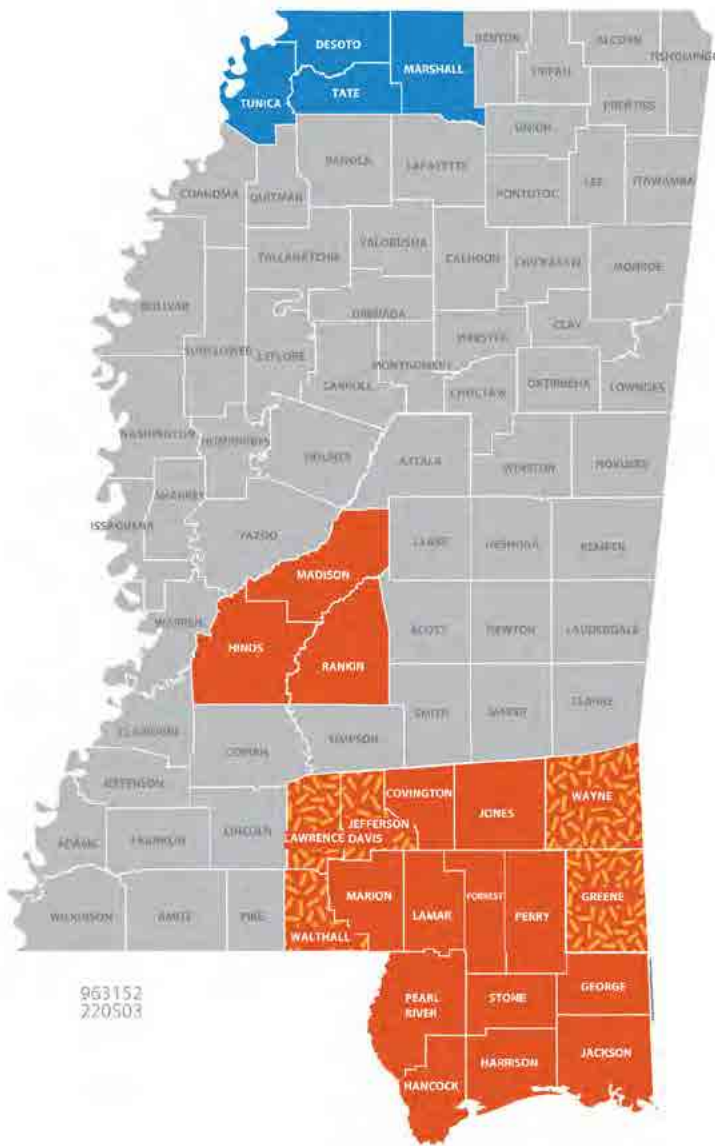 DESOTO
MARSHALL
TUNICA
TATE
BENTON
ALCORN
TISHOMINGO
TIPPAH
PRENTISS
UNION
PANOLA
LAFAYETTE
COAHOMA
QUITMAN
PONTOTOC
LEE
ITAWAMBA
TALLAHATCHIE
YALOBUSHA
CALHOUN
CHICKASAW
MONROE
BOLIVAR
GRENADA
CLAY
SUNFLOWER
LEFLORE
WEBSTER
MONTGOMERY
CARROLL
CHOCTAW
OKTIBBEHA
LOWNDES
WASHINGTON
HUMPHREYS
HOLMES
ATTALA
WINSTON
NOXUBEE
SHARKEY
ISSAQUENA
YAZOO
LEAKE
NESHOBA
KEMPER
MADISON
WARREN
HINDS
RANKIN
SCOTT
NEWTON
LAUDERDALE
CLAIBORNE
COPIAH
SIMPSON
SMITH
JASPER
CLARKE
JEFFERSON
COVINGTON
JONES
WAYNE
ADAMS
FRANKLIN
LINCOLN
LAWRENCE
JEFFERSON
DAVIS
WILKINSON
AMITE
PIKE
WALTHALL
MARION
LAMAR
FORREST
PERRY
GREENE
963152
220503
PEARL
RIVER
STONE
GEORGE
HANCOCK
HARRISON
JACKSON